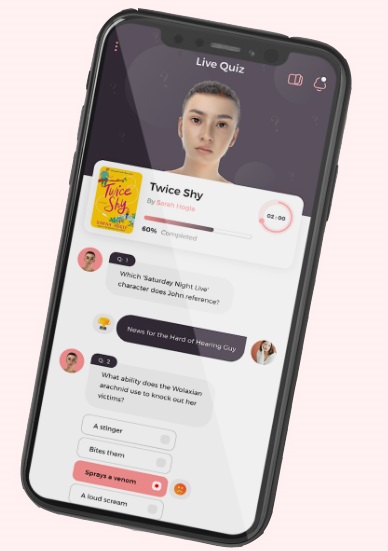 Live Quiz
Twice Shy
Twice
Shy
By Sarah Hogle
02:00
60% Completed
Q: 1
Which 'Saturday Night Live'
character does John reference?
News for the Hard of Hearing Guy
Q: 2
What ability does the Wolaxian
arachnid use to knock out her
victims?
A stinger
Bites them
Sprays a venom
A loud scream